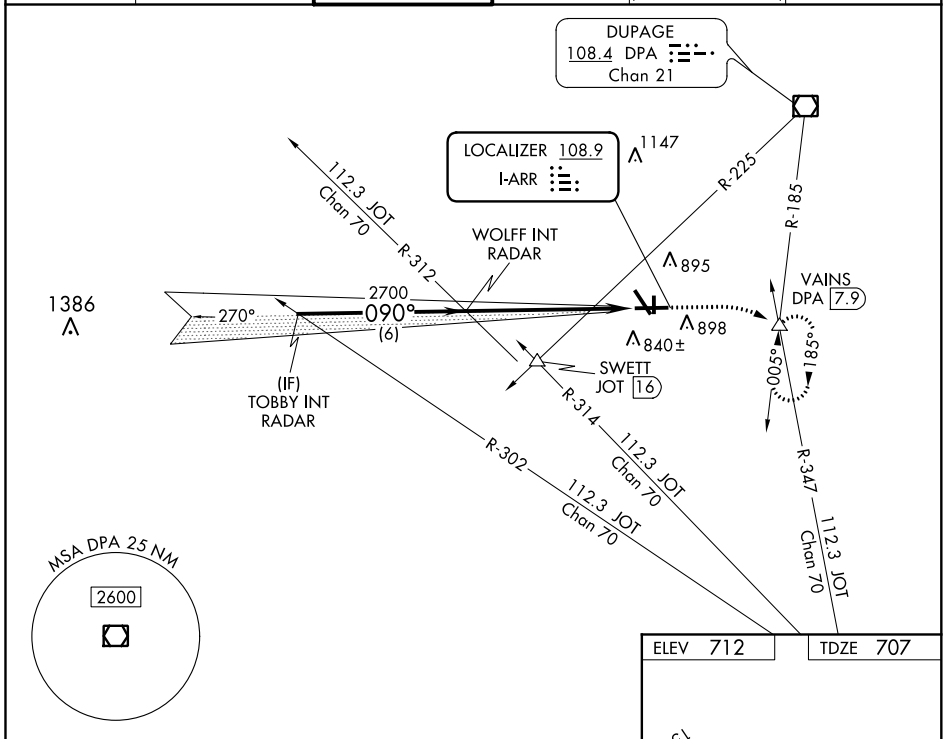 DUPAGE
108.4 DPA
Chan 21
LOCALIZER 108.9
I-ARR
1147
R-225
R-185
112.3 JOT
Chan 70
R-312
WOLFF INT
RADAR
895
VAINS
DPA 7.9
1386
2700
270°
090°
(6)
898
840±
(IF)
TOBBY INT
RADAR
SWETT
JOT 16
005°
185°
R-314
112.3 JOT
Chan 70
R-302
112.3 JOT
Chan 70
R-347
112.3 JOT
Chan 70
MSA DPA 25 NM
2600
ELEV 712
TDZE 707